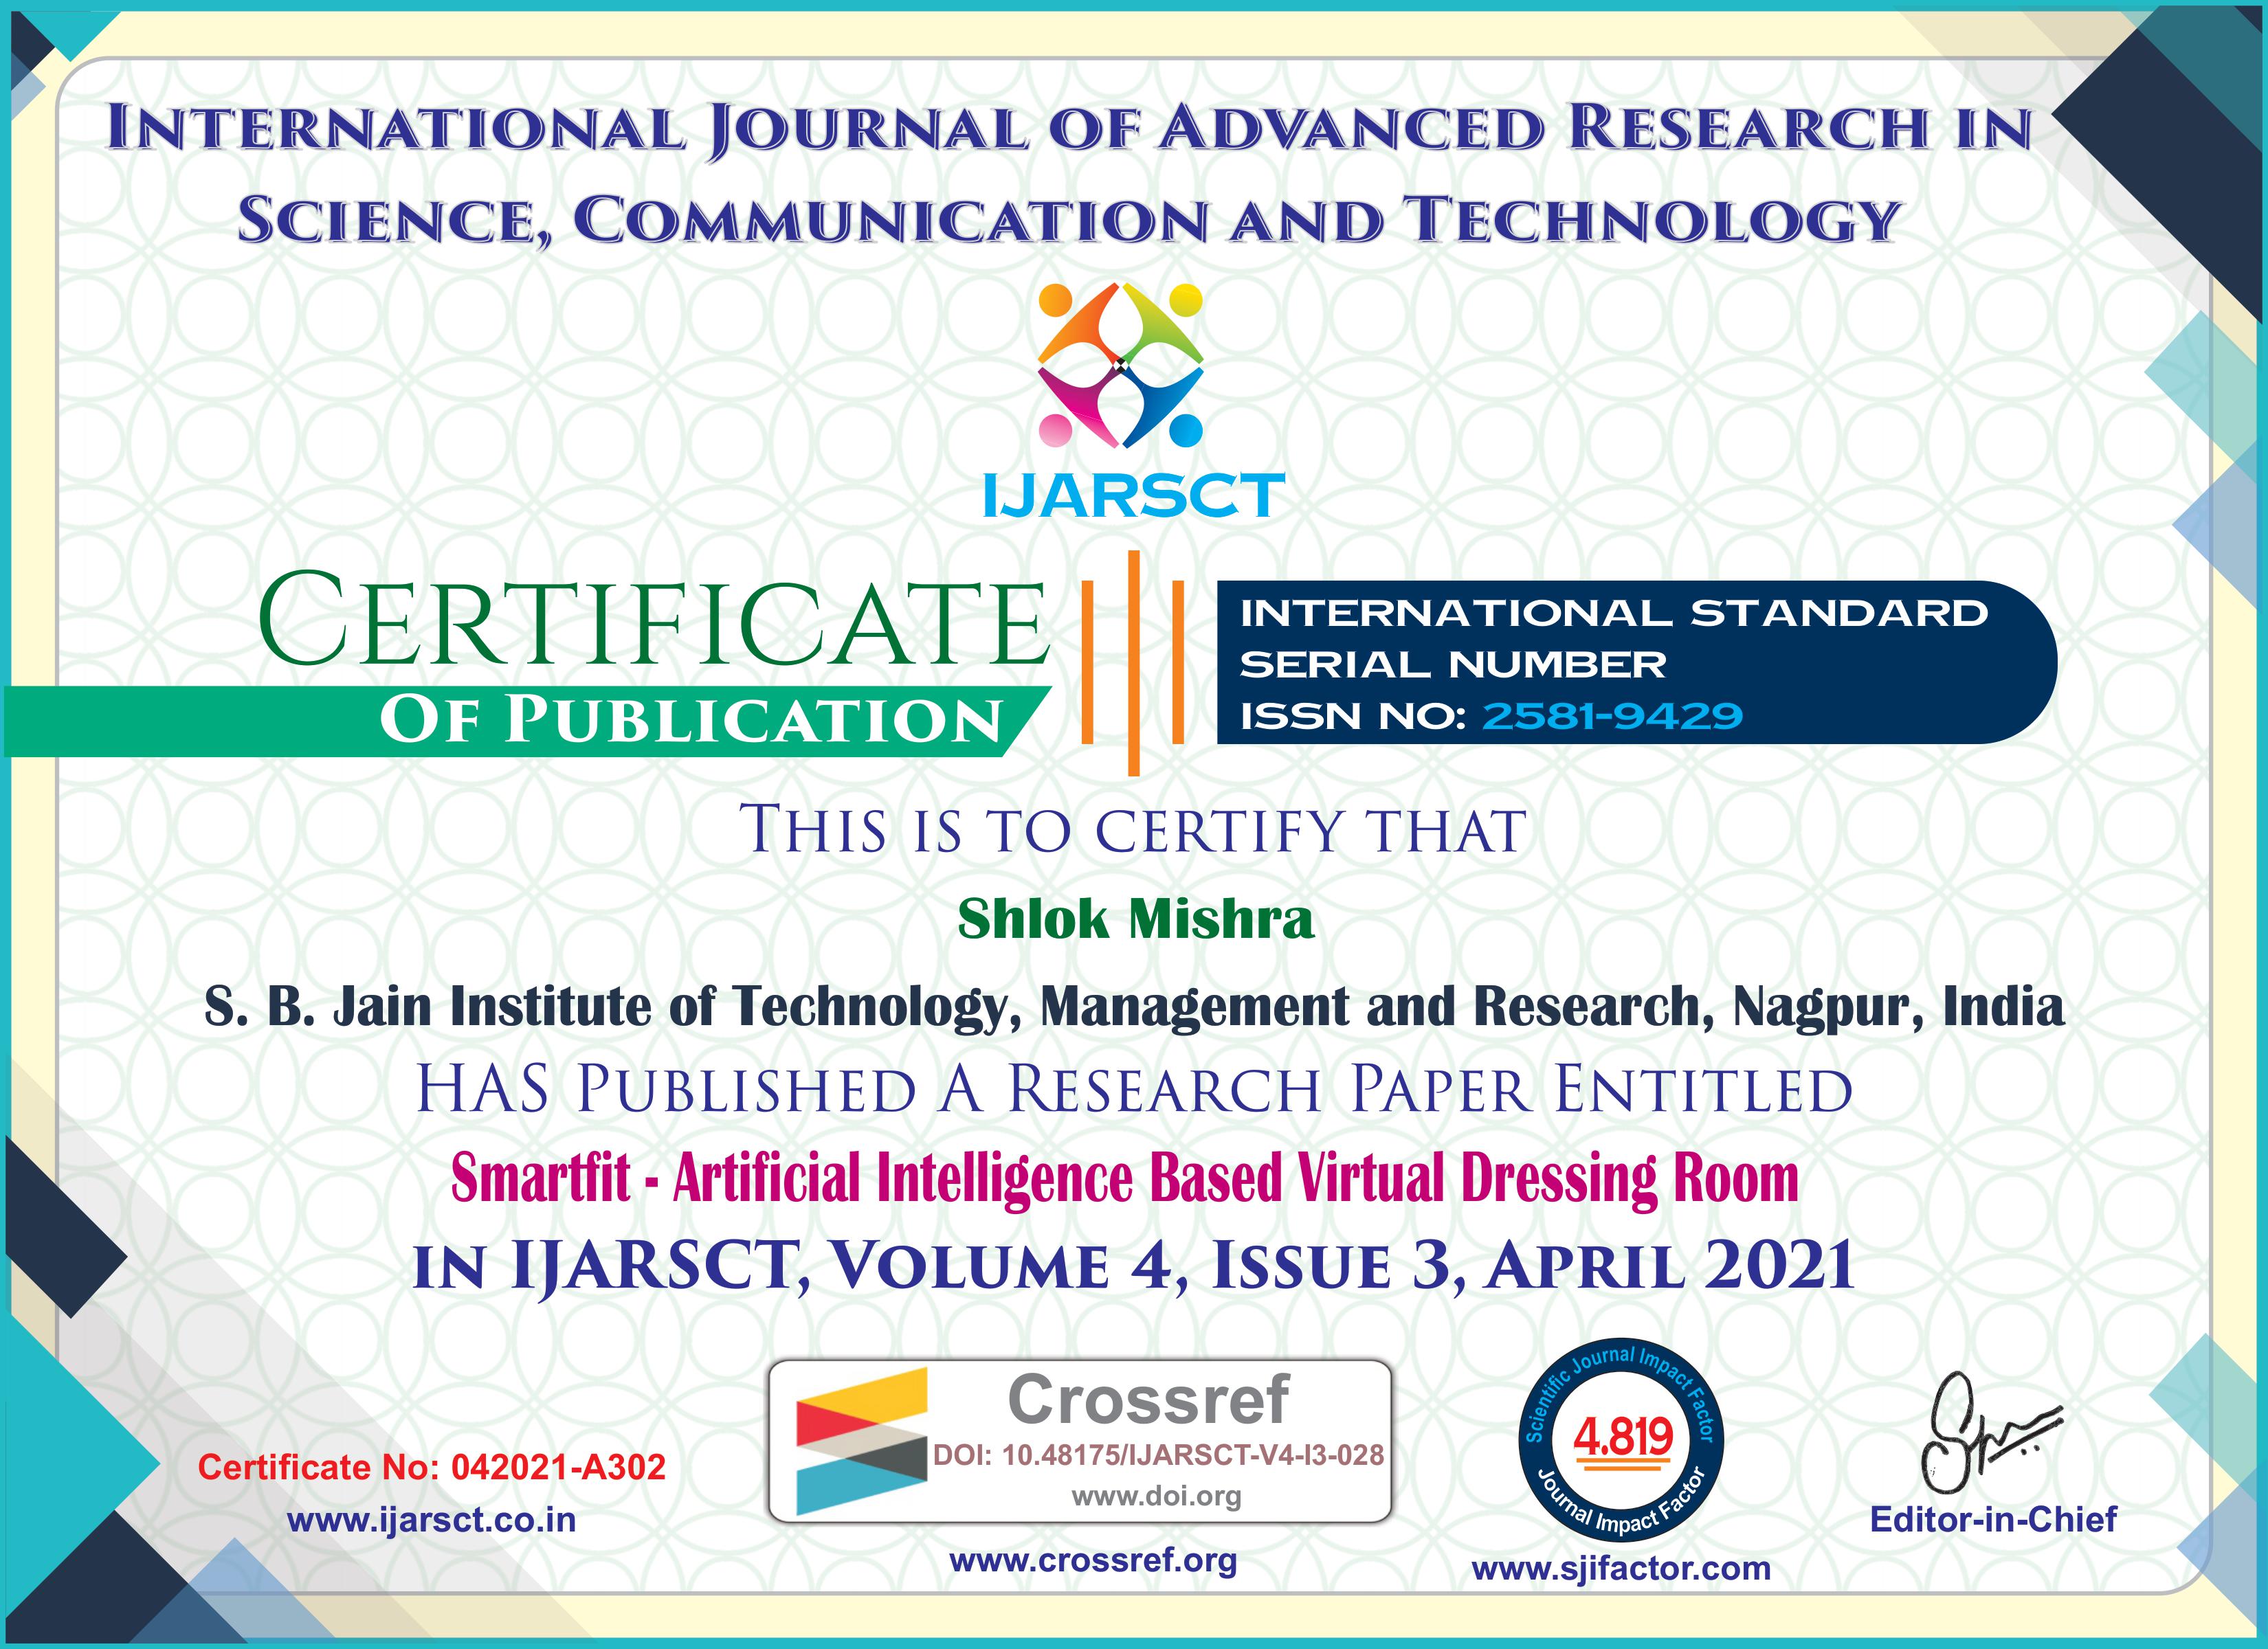 International Journal of Advanced Research in
Science, Communication and Technology
IJARSCT
Certificate
Of Publication
INTERNATIONAL STANDARD
SERIAL NUMBER
ISSN NO: 2581-9429
This is to certify that
Shlok Mishra
S. B. Jain Institute of Technology, Management and Research, Nagpur, India
has Published A Research Paper Entitled
Smartfit - Artificial Intelligence Based Virtual Dressing Room
in IJARSCT, Volume 4, Issue 3, April 2021
Certificate No: 042021-A302
www.ijarsct.co.in
Crossref
DOI: 10.48175/IJARSCT-V4-I3-028
www.doi.org
www.crossref.org
Scientific Journal Impact Factor
4.819
Journal Impact Factor
www.sjifactor.com
Editor-in-Chief